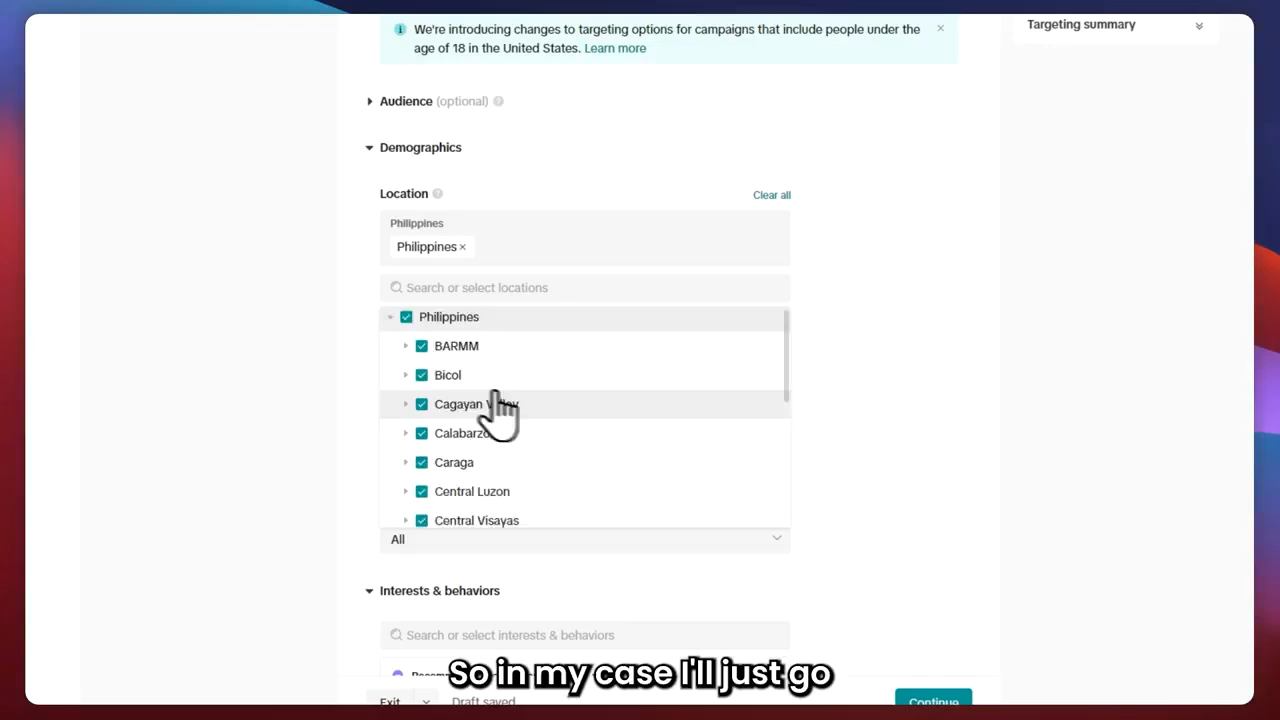 We're introducing changes to targeting options for campaigns that include people under the
age of 18 in the United States. Learn more
Targeting summary
Audience (optional)
Demographics
Location
Clear all
Philippines
Philippines ×
Search or select locations
Philippines
BARMM
Bicol
Cagayan
Central Luzon
Caraga
Central Visayas
All
Interests & behaviors
Search or select interests & behaviors
So in my case I'll just go
Exit
Draft saved
Continue